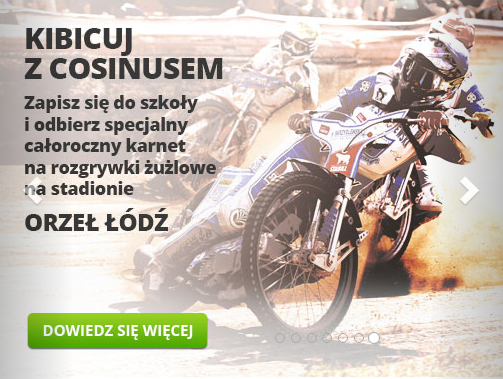 KIBICUJ
Z COSINUSEM
Zapisz się do szkoły
i odbierz specjalny
całoroczny karnet
na rozgrywki żużlowe
na stadionie
ORZEŁ ŁÓDŹ
DOWIEDZ SIĘ WIĘCEJ